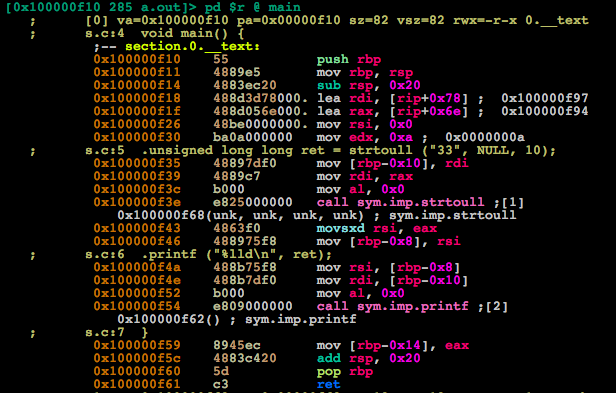 [0x100000f10 285 a.out]> pd $r @ main
; [0] va=0x100000f10 pa=0x00000f10 sz=82 vsz=82 rwx=-r-x 0.__text
; s.c:4 void main() {
;-- section.0.__text:
0x100000f10 55 push rbp
0x100000f11 4889e5 mov rbp, rsp
0x100000f14 4883ec20 sub rsp, 0x20
0x100000f18 488d3d78000. lea rdi, [rip+0x78] ; 0x100000f97
0x100000f1f 488d056e000. lea rax, [rip+0x6e] ; 0x100000f94
0x100000f26 48be0000000. mov rsi, 0x0
0x100000f30 ba0a000000 mov edx, 0xa ; 0x0000000a
; s.c:5 .unsigned long long ret = strtoull ("33", NULL, 10);
0x100000f35 48897df0 mov [rbp-0x10], rdi
0x100000f39 4889c7 mov rdi, rax
0x100000f3c b000 mov al, 0x0
0x100000f3e e825000000 call sym.imp.strtoull ;[1]
0x100000f68(unk, unk, unk, unk) ; sym.imp.strtoull
0x100000f43 4863f0 movsxd rsi, eax
0x100000f46 488975f8 mov [rbp-0x8], rsi
; s.c:6 .printf ("%lld\n", ret);
0x100000f4a 488b75f8 mov rsi, [rbp-0x8]
0x100000f4e 488b7df0 mov rdi, [rbp-0x10]
0x100000f52 b000 mov al, 0x0
0x100000f54 e809000000 call sym.imp.printf ;[2]
0x100000f62() ; sym.imp.printf
; s.c:7 }
0x100000f59 8945ec mov [rbp-0x14], eax
0x100000f5c 4883c420 add rsp, 0x20
0x100000f60 5d pop rbp
0x100000f61 c3 ret